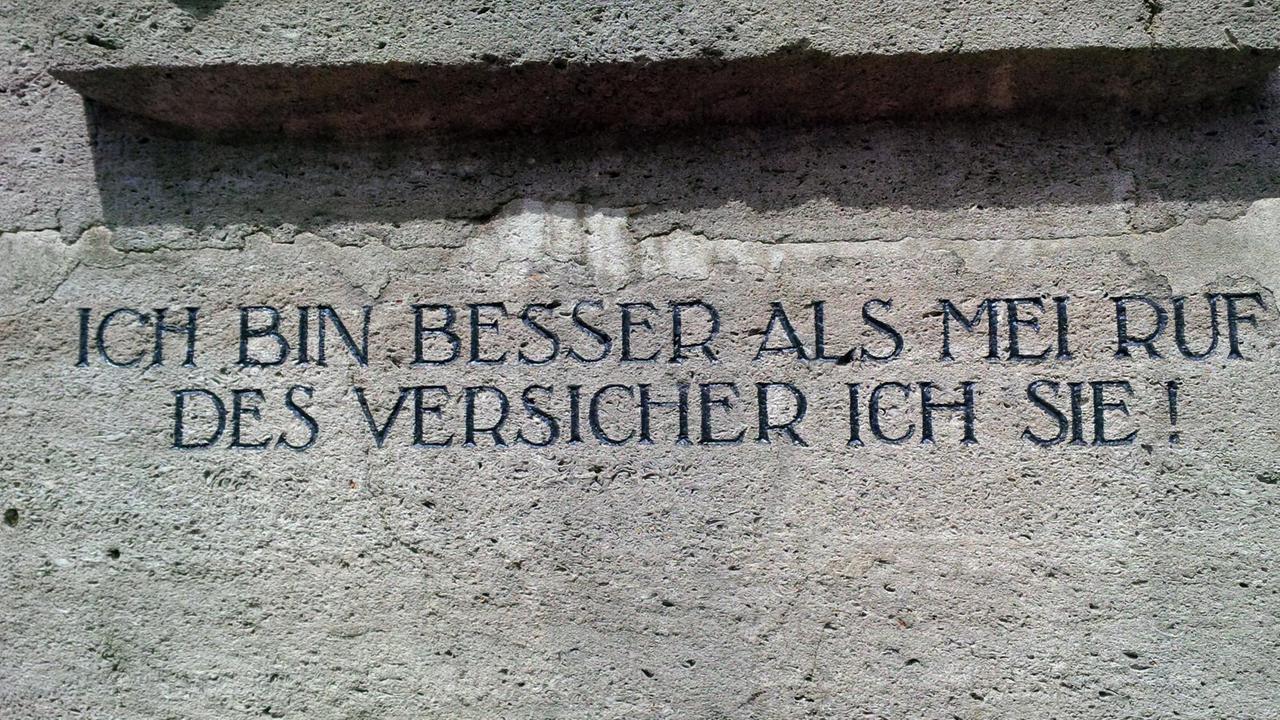 ICH BIN BESSER ALS MEI RUF
DES VERSICHER ICH SIE!